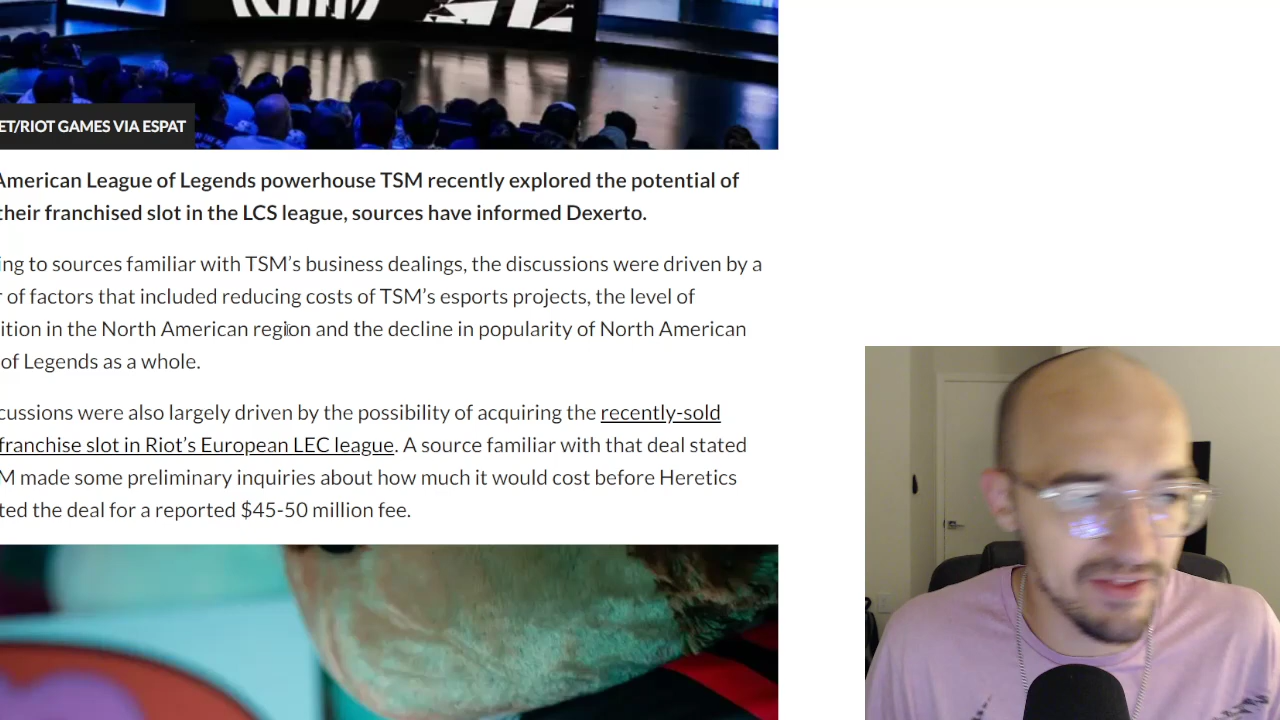 ET/RIOT GAMES VIA ESPAT
American League of Legends powerhouse TSM recently explored the potential of
their franchised slot in the LCS league, sources have informed Dexerto.
ing to sources familiar with TSM's business dealings, the discussions were driven by a
r of factors that included reducing costs of TSM's esports projects, the level of
ition in the North American region and the decline in popularity of North American
of Legends as a whole.
cussions were also largely driven by the possibility of acquiring the recently-sold
franchise slot in Riot's European LEC league. A source familiar with that deal stated
M made some preliminary inquiries about how much it would cost before Heretics
ted the deal for a reported $45-50 million fee.